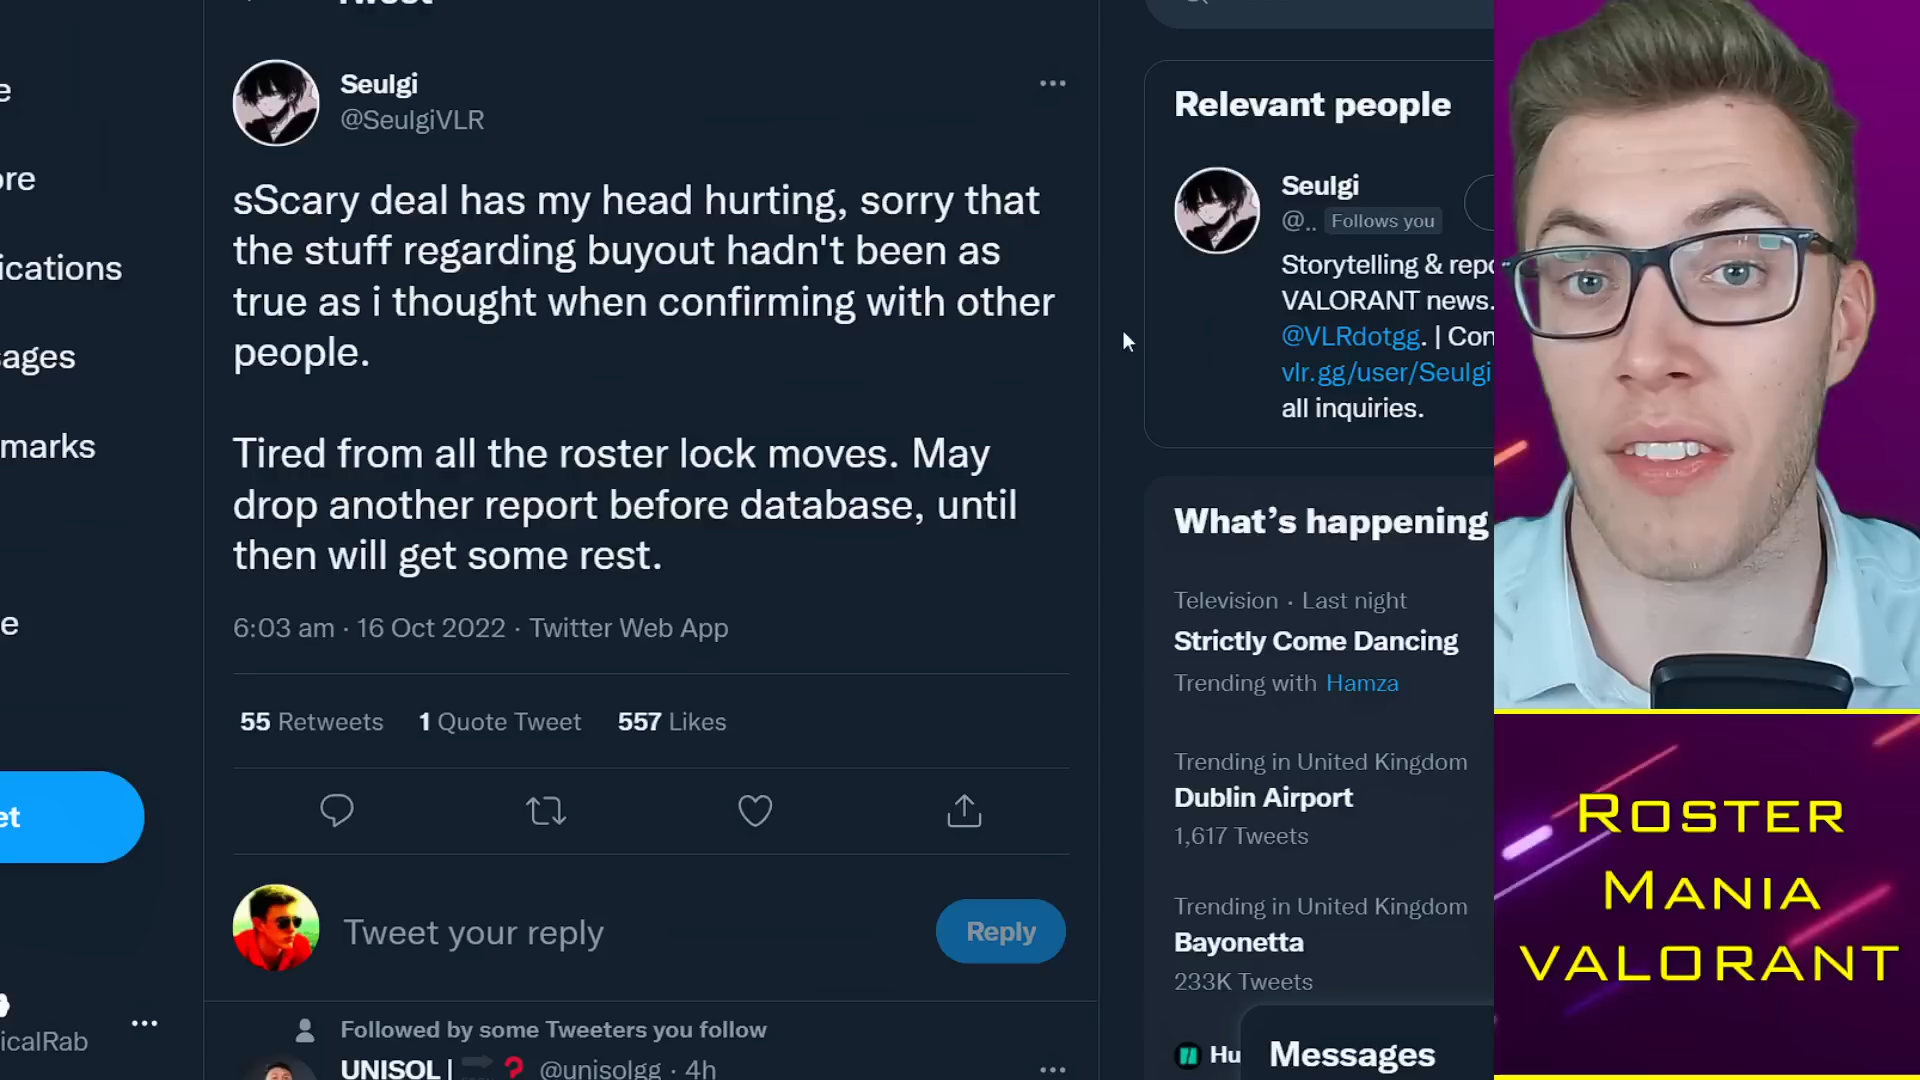 Tweet
e
ore
ications
sages
marks
e
et
icalRab
Seulgi
@SeulgiVLR
sScary deal has my head hurting, sorry that
the stuff regarding buyout hadn't been as
true as i thought when confirming with other
people.
Tired from all the roster lock moves. May
drop another report before database, until
then will get some rest.
6:03 am · 16 Oct 2022 · Twitter Web App
55 Retweets 1 Quote Tweet 557 Likes
Tweet your reply
Reply
Followed by some Tweeters you follow
UNISOL | @unisolgg · 4h
Relevant people
Seulgi
@.. Follows you
Storytelling & repo
VALORANT news.
@VLRdotgg. | Con
vlr.gg/user/Seulgi
all inquiries.
What's happening
Television · Last night
Strictly Come Dancing
Trending with Hamza
Trending in United Kingdom
Dublin Airport
1,617 Tweets
Trending in United Kingdom
Bayonetta
233K Tweets
Hu
Messages
ROSTER
MANIA
VALORANT